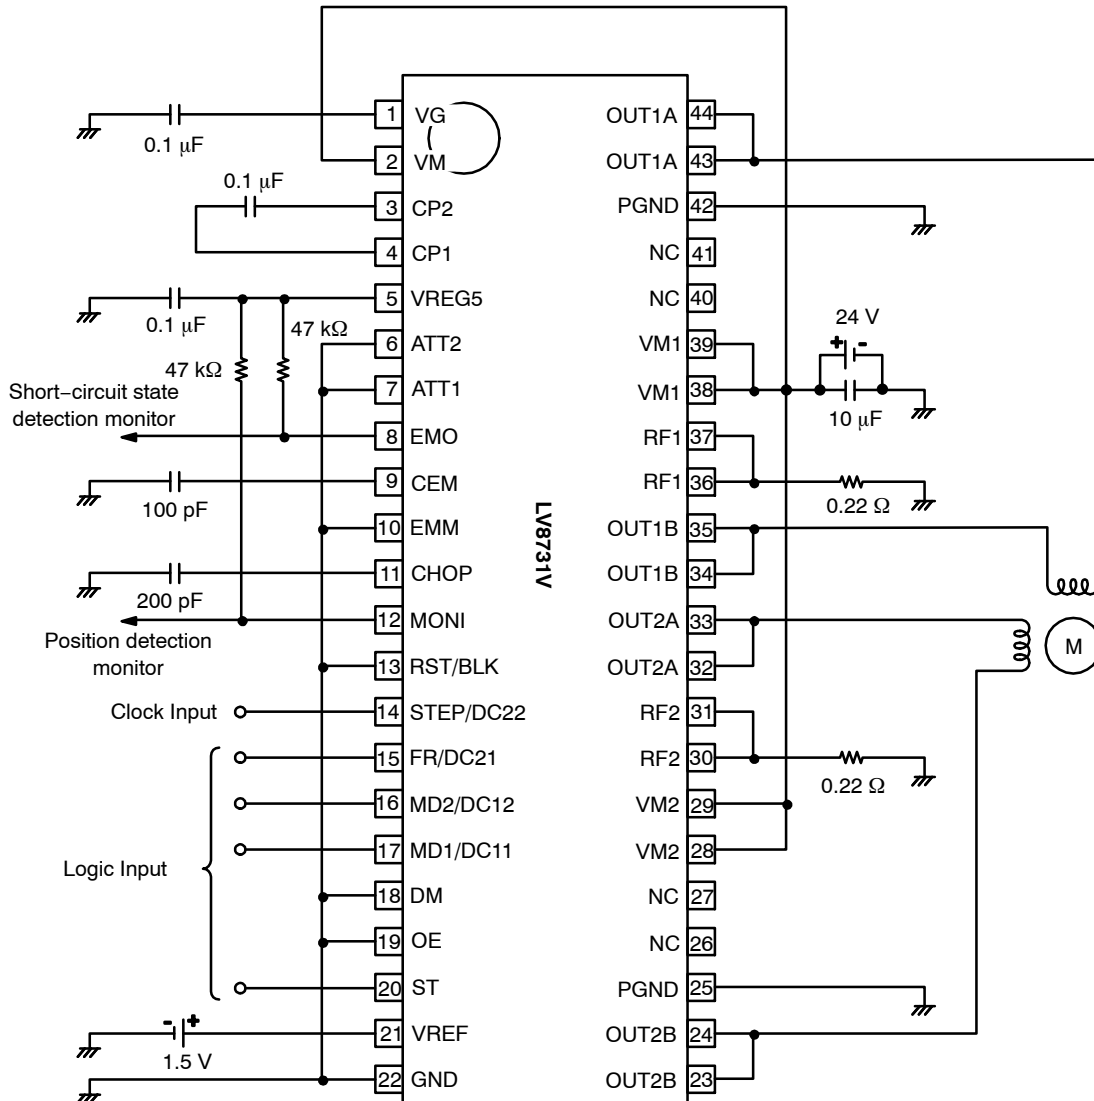 1 VG
0.1 μF
2 VM
0.1 μF
3 CP2
4 CP1
5 VREG5
0.1 μF
47 kΩ
47 kΩ
6 ATT2
7 ATT1
Short−circuit state
detection monitor
8 EMO
9 CEM
100 pF
10 EMM
11 CHOP
200 pF
12 MONI
Position detection
monitor
13 RST/BLK
Clock Input
14 STEP/DC22
15 FR/DC21
16 MD2/DC12
17 MD1/DC11
Logic Input
18 DM
19 OE
20 ST
- +
21 VREF
1.5 V
22 GND
LV8731V
OUT1A 44
OUT1A 43
PGND 42
NC 41
NC 40
24 V
+ -
VM1 39
VM1 38
10 μF
RF1 37
RF1 36
0.22 Ω
OUT1B 35
OUT1B 34
OUT2A 33
M
OUT2A 32
RF2 31
RF2 30
0.22 Ω
VM2 29
VM2 28
NC 27
NC 26
PGND 25
OUT2B 24
OUT2B 23